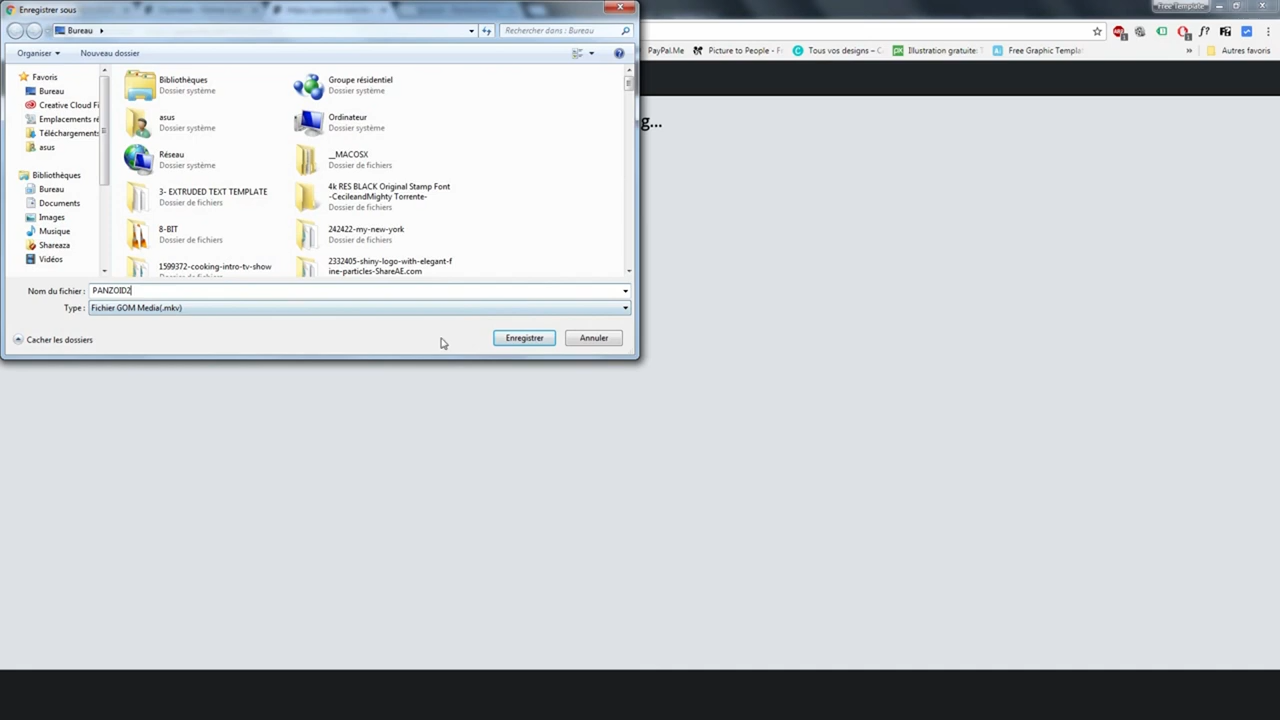 Enregistrer sous
Free Template
Bureau
Rechercher dans : Bureau
Organiser
Nouveau dossier
PayPal.Me
Picture to People - F
Tous vos designs – C
Illustration gratuite:
Free Graphic Templa
»
Autres favoris
Favoris
Bureau
Creative Cloud Fi
Emplacements ré
Téléchargements
asus
Bibliothèques
Bureau
Documents
Images
Musique
Shareaza
Vidéos
Bibliothèques
Dossier système
Groupe résidentiel
Dossier système
asus
Dossier système
Ordinateur
Dossier système
Réseau
Dossier système
__MACOSX
Dossier de fichiers
3- EXTRUDED TEXT TEMPLATE
Dossier de fichiers
4k RES BLACK Original Stamp Font
-CecileandMighty Torrente-
Dossier de fichiers
8-BIT
Dossier de fichiers
242422-my-new-york
Dossier de fichiers
1599372-cooking-intro-tv-show
2332405-shiny-logo-with-elegant-f
ine-particles-ShareAE.com
g...
Nom du fichier : PANZOID2
Type : Fichier GOM Media(.mkv)
Cacher les dossiers
Enregistrer
Annuler